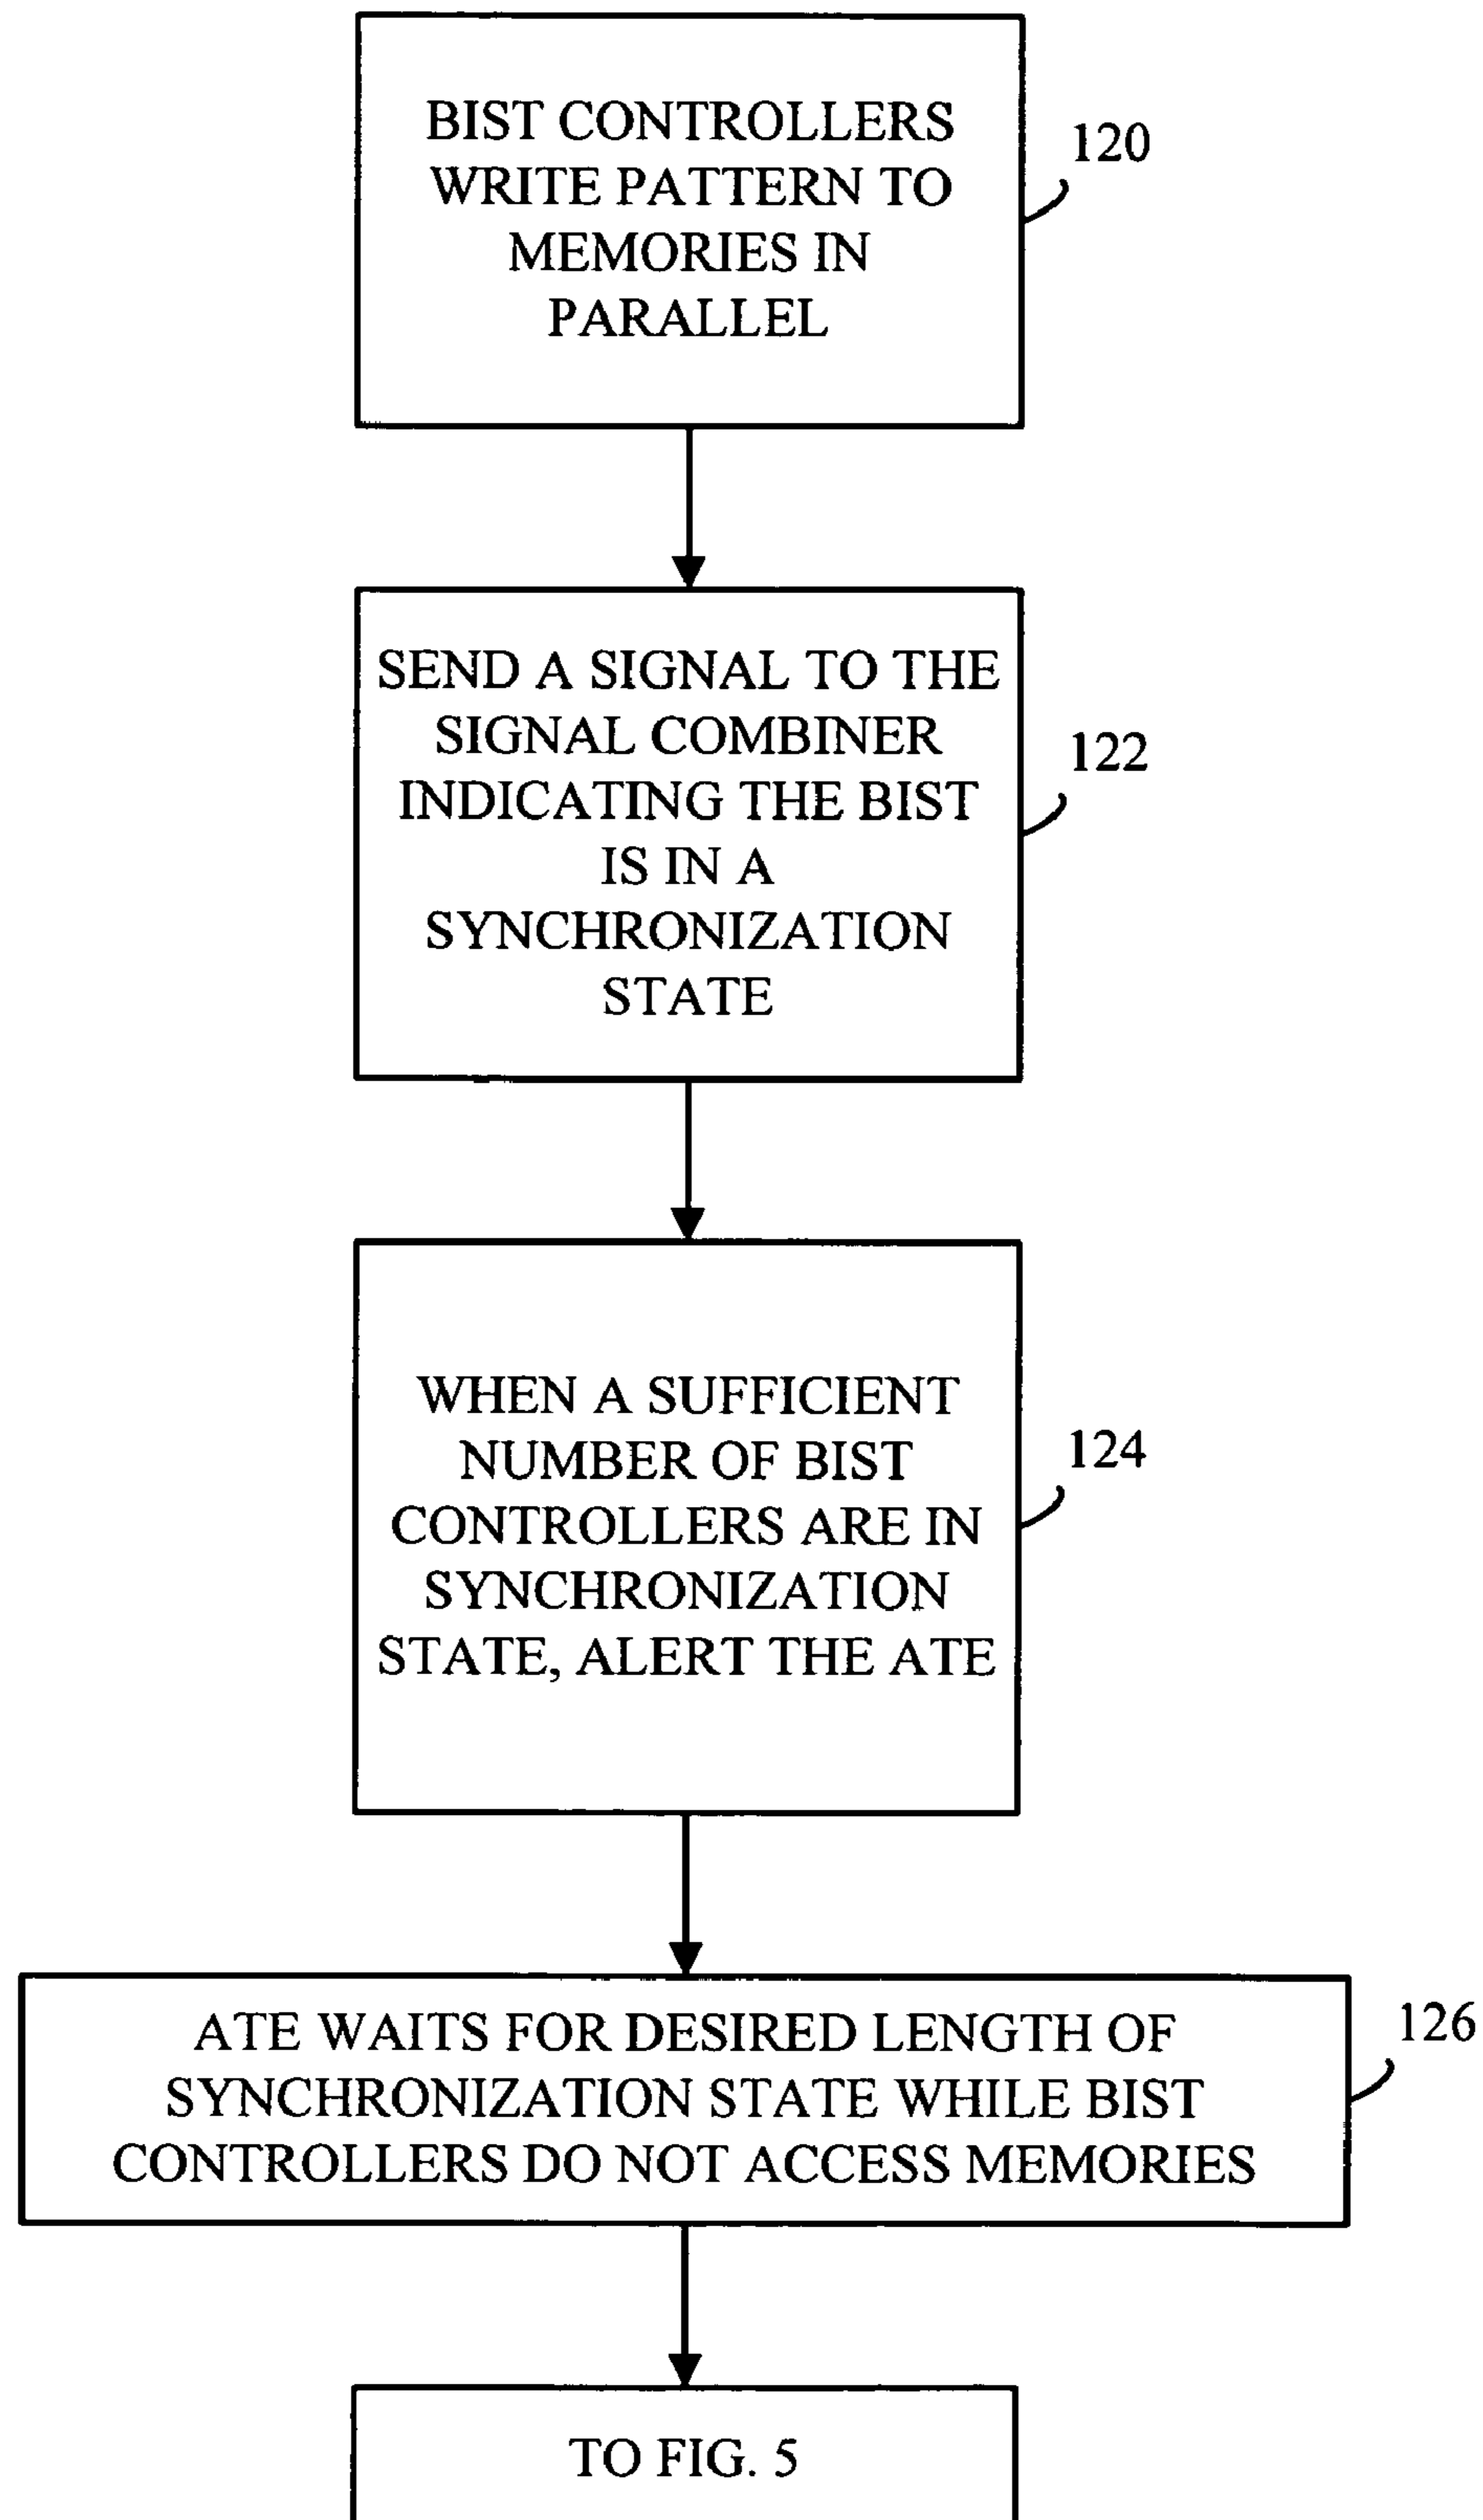 BIST CONTROLLERS
WRITE PATTERN TO
MEMORIES IN
PARALLEL
120
SEND A SIGNAL TO THE
SIGNAL COMBINER
INDICATING THE BIST
IS IN A
SYNCHRONIZATION
STATE
122
WHEN A SUFFICIENT
NUMBER OF BIST
CONTROLLERS ARE IN
SYNCHRONIZATION
STATE, ALERT THE ATE
124
ATE WAITS FOR DESIRED LENGTH OF
SYNCHRONIZATION STATE WHILE BIST
CONTROLLERS DO NOT ACCESS MEMORIES
126
TO FIG. 5